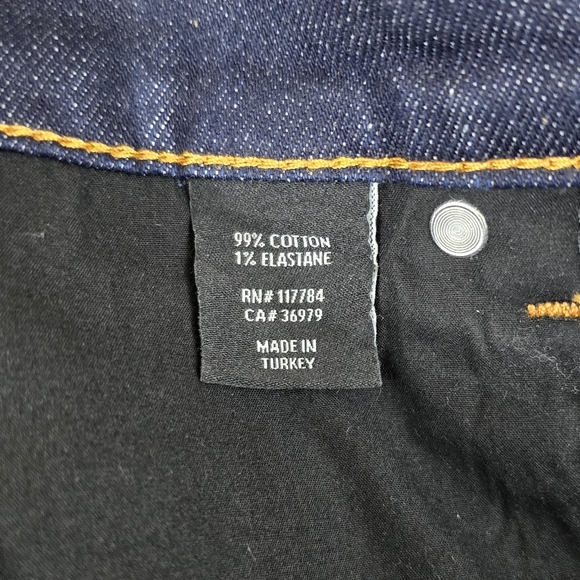 99% COTTON
1% ELASTANE
RN# 117784
CA# 36979
MADE IN
TURKEY